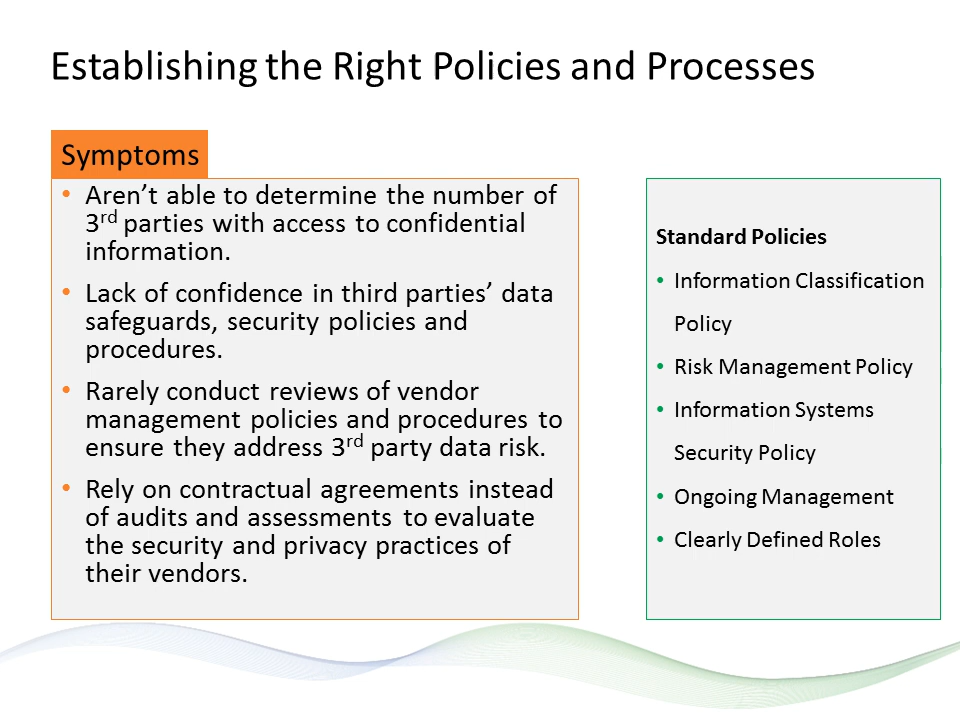 Establishing the Right Policies and Processes
Symptoms
• Aren’t able to determine the number of
3rd parties with access to confidential
information.
• Lack of confidence in third parties’ data
safeguards, security policies and
procedures.
• Rarely conduct reviews of vendor
management policies and procedures to
ensure they address 3rd party data risk.
• Rely on contractual agreements instead
of audits and assessments to evaluate
the security and privacy practices of
their vendors.
Standard Policies
• Information Classification
Policy
• Risk Management Policy
• Information Systems
Security Policy
• Ongoing Management
• Clearly Defined Roles